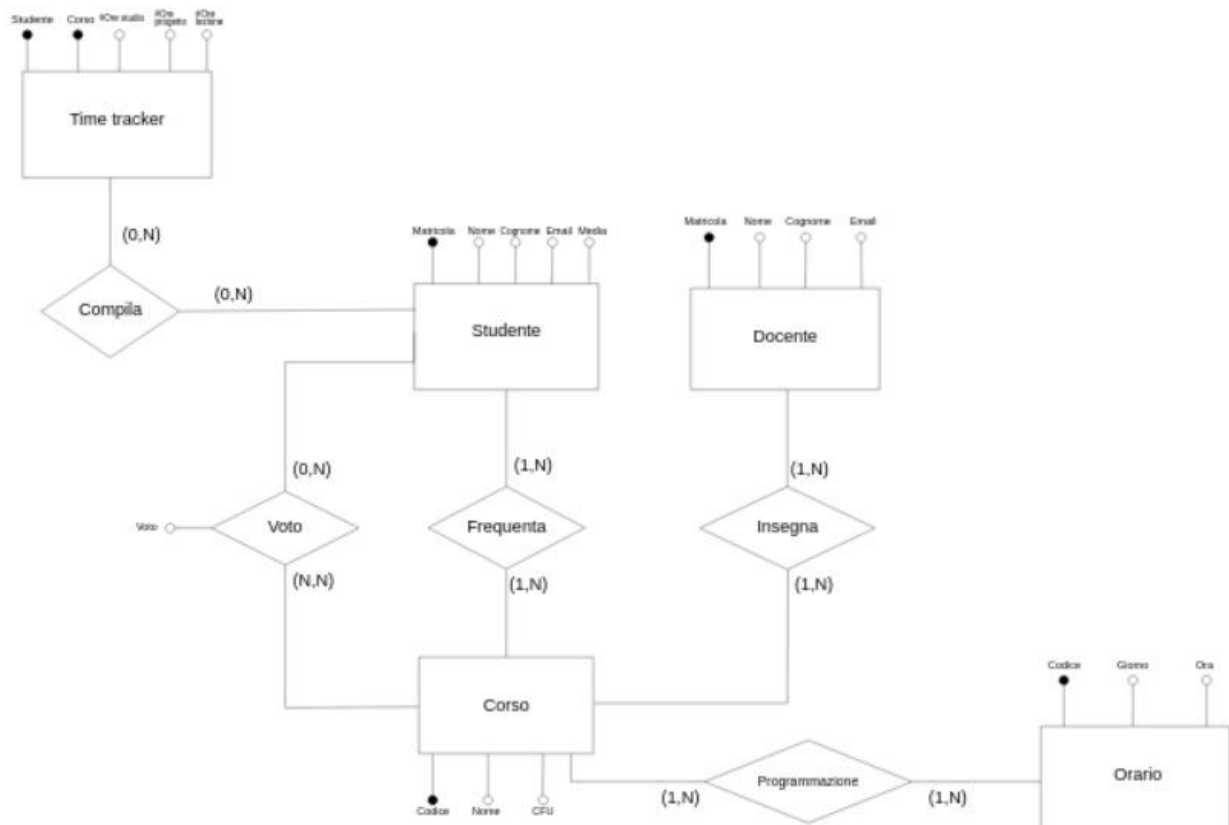 Studente Corso #Ore studio #Ore progetto #Ore lezione
Time tracker
(0,N)
Compila
(0,N)
Matricola Nome Cognome Email Media
Studente
Matricola Nome Cognome Email
Docente
(0,N)
(1,N)
(1,N)
Voto
Voto
Frequenta
Insegna
(N,N)
(1,N)
(1,N)
Corso
Codice Nome CFU
Programmazione
(1,N)
(1,N)
Codice Giorno Ora
Orario